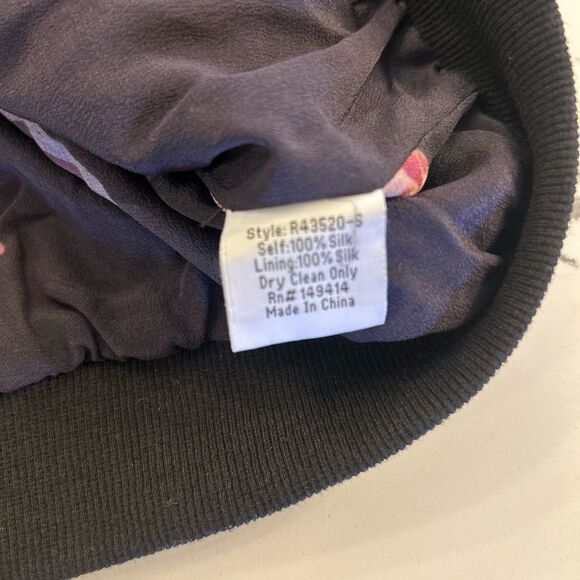 Style: R43520-S
Self:100% Silk
Lining:100% Silk
Dry Clean Only
Rn# 149414
Made In China